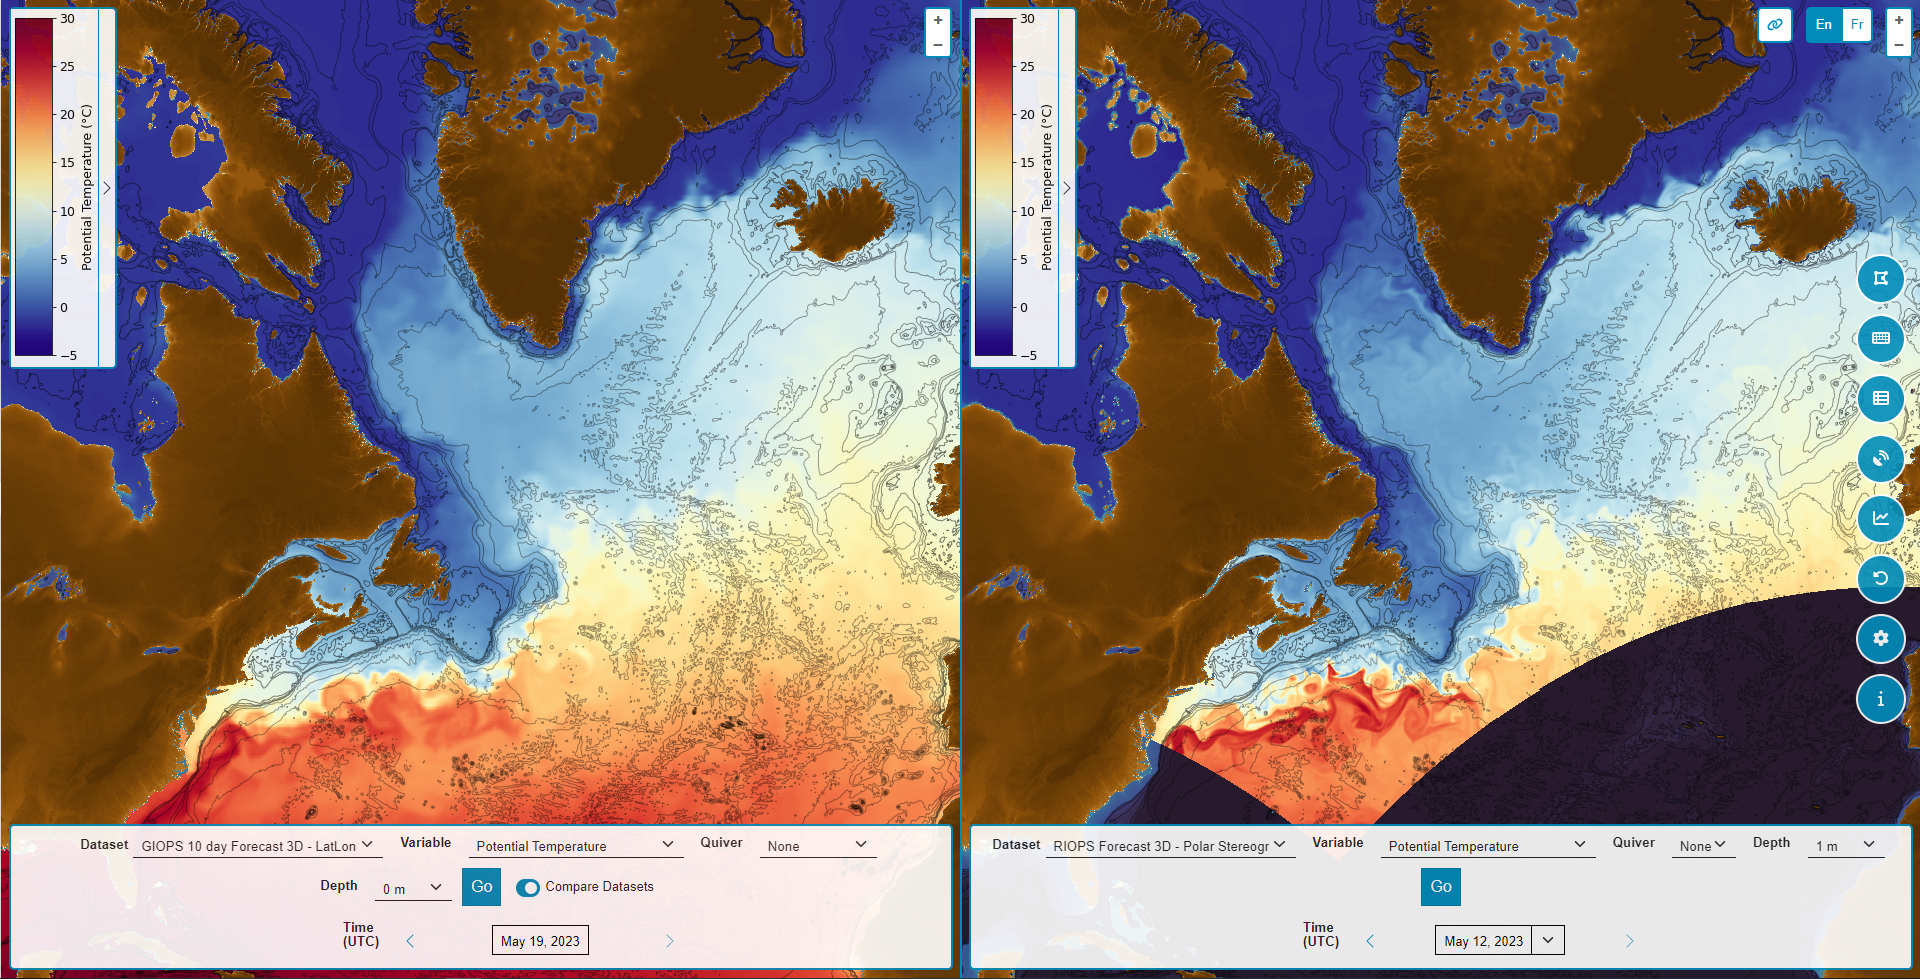 30
25
20
15
10
5
0
−5
Potential Temperature (°C)
+
−
30
25
20
15
10
5
0
−5
Potential Temperature (°C)
En Fr
+
−
i
Dataset GIOPS 10 day Forecast 3D - LatLon Variable Potential Temperature Quiver None
Depth 0 m Go Compare Datasets
Time
(UTC) May 19, 2023
Dataset RIOPS Forecast 3D - Polar Stereogr Variable Potential Temperature Quiver None Depth 1 m
Go
Time
(UTC) May 12, 2023